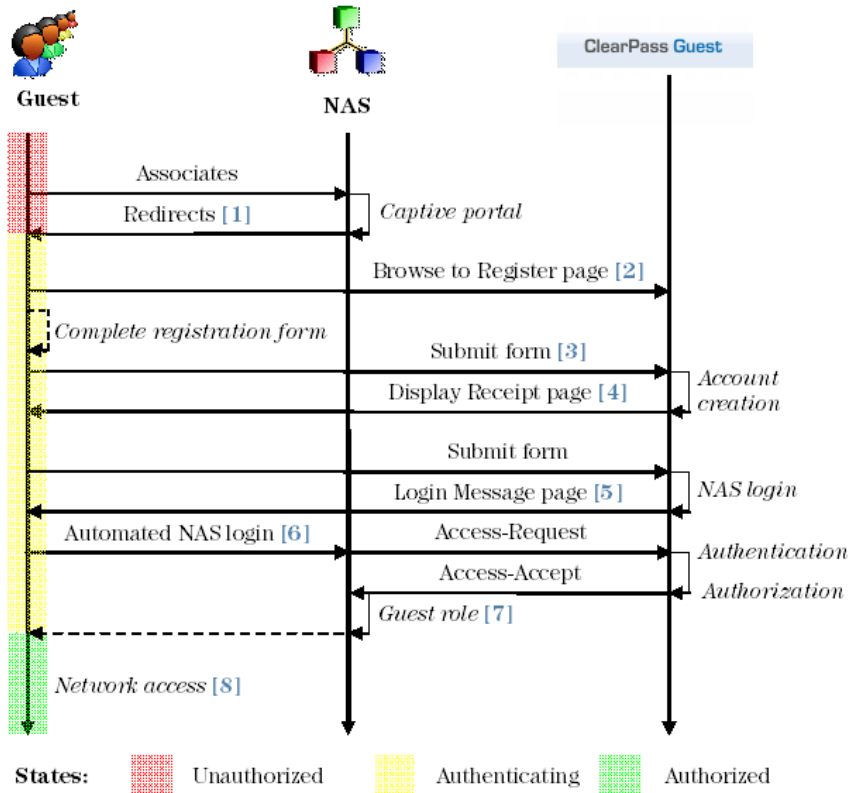 ClearPass Guest
Guest
NAS
Associates
Redirects [1]
Captive portal
Browse to Register page [2]
Complete registration form
Submit form [3]
Account
creation
Display Receipt page [4]
Submit form
NAS login
Login Message page [5]
Automated NAS login [6]
Access-Request
Authentication
Access-Accept
Authorization
Guest role [7]
Network access [8]
States:
Unauthorized
Authenticating
Authorized